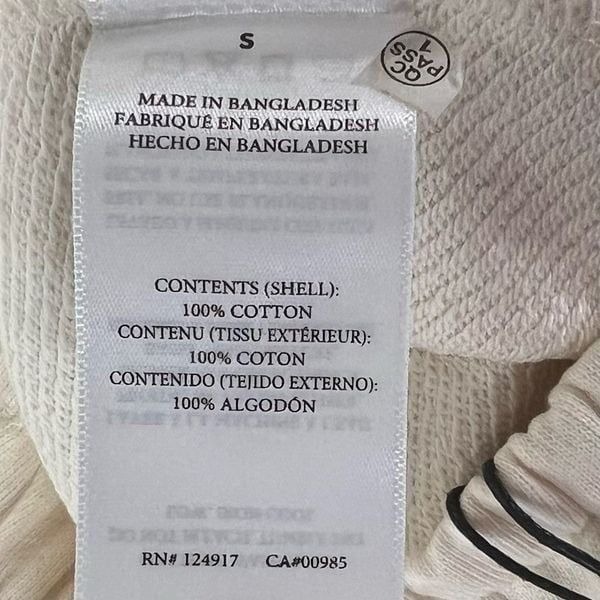 S
QC
PASS
1
MADE IN BANGLADESH
FABRIQUÉ EN BANGLADESH
HECHO EN BANGLADESH
CONTENTS (SHELL):
100% COTTON
CONTENU (TISSU EXTÉRIEUR):
100% COTON
CONTENIDO (TEJIDO EXTERNO):
100% ALGODÓN
RN# 124917 CA#00985